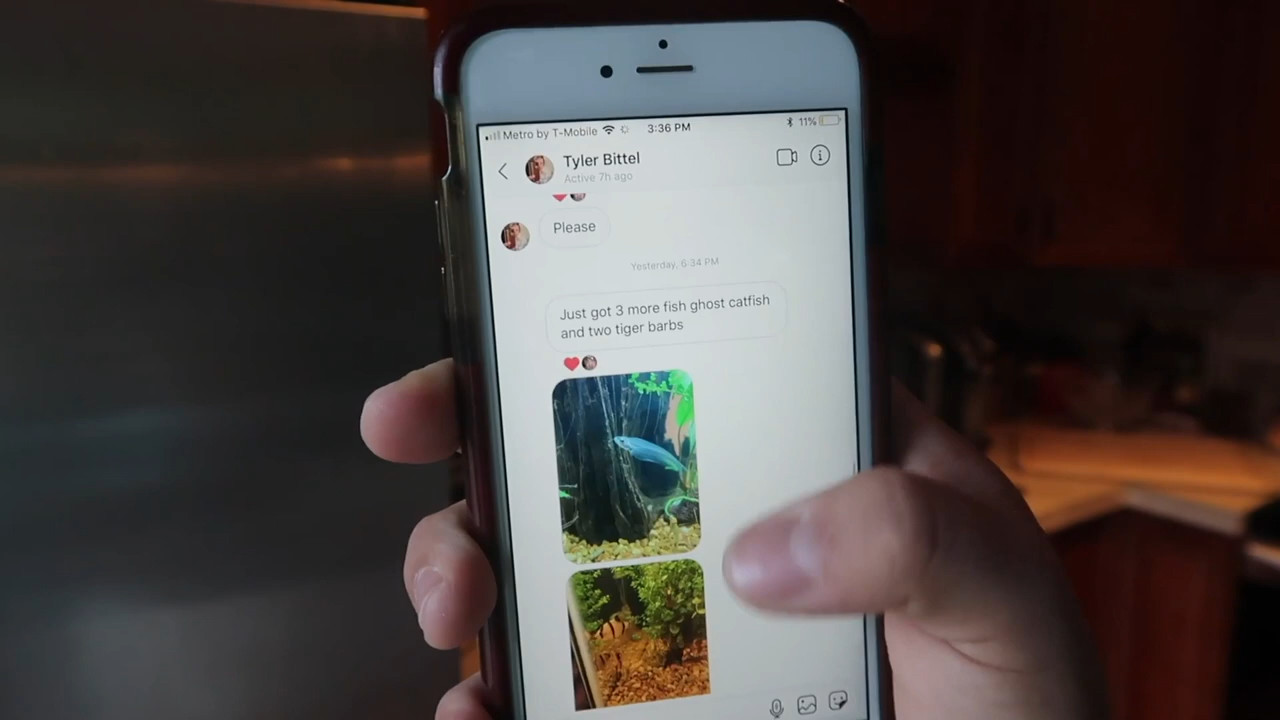 Metro by T-Mobile 3:36 PM 11%
Tyler Bittel
Active 7h ago
Please
Yesterday, 6:34 PM
Just got 3 more fish ghost catfish
and two tiger barbs